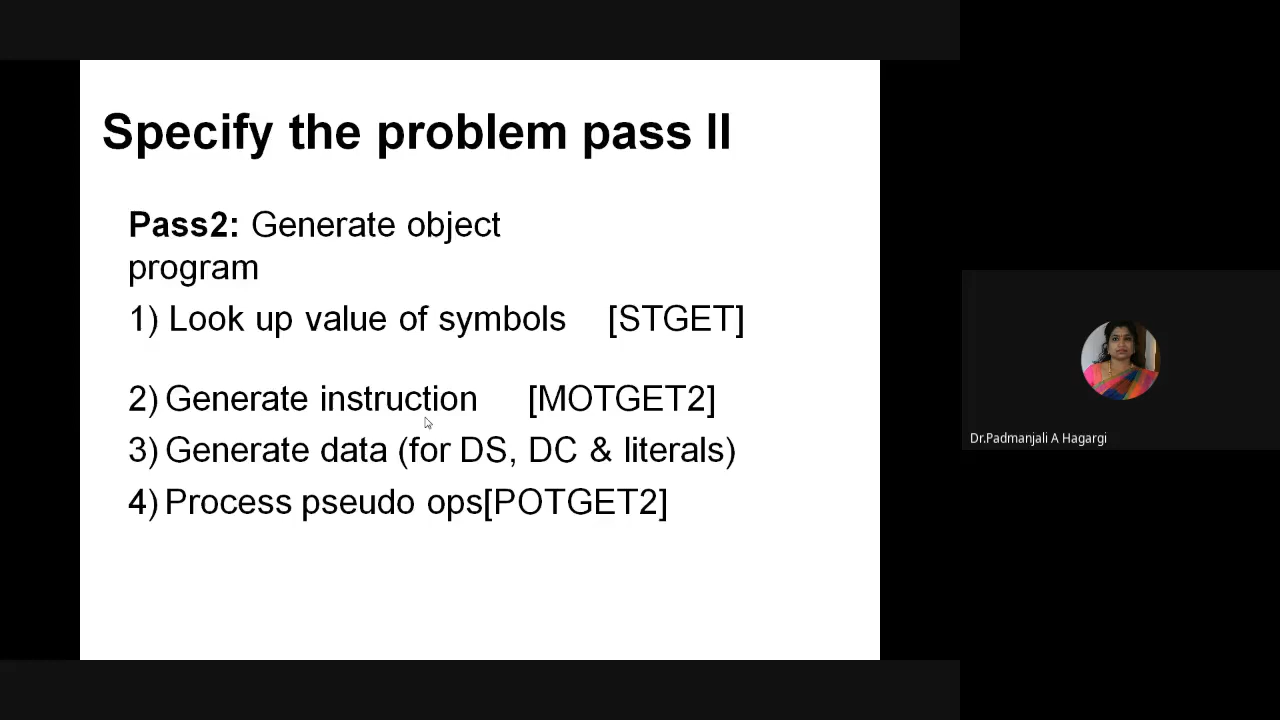 Specify the problem pass II
Pass2: Generate object
program
1) Look up value of symbols [STGET]
2) Generate instruction [MOTGET2]
3) Generate data (for DS, DC & literals)
4) Process pseudo ops[POTGET2]
Dr.Padmanjali A Hagargi